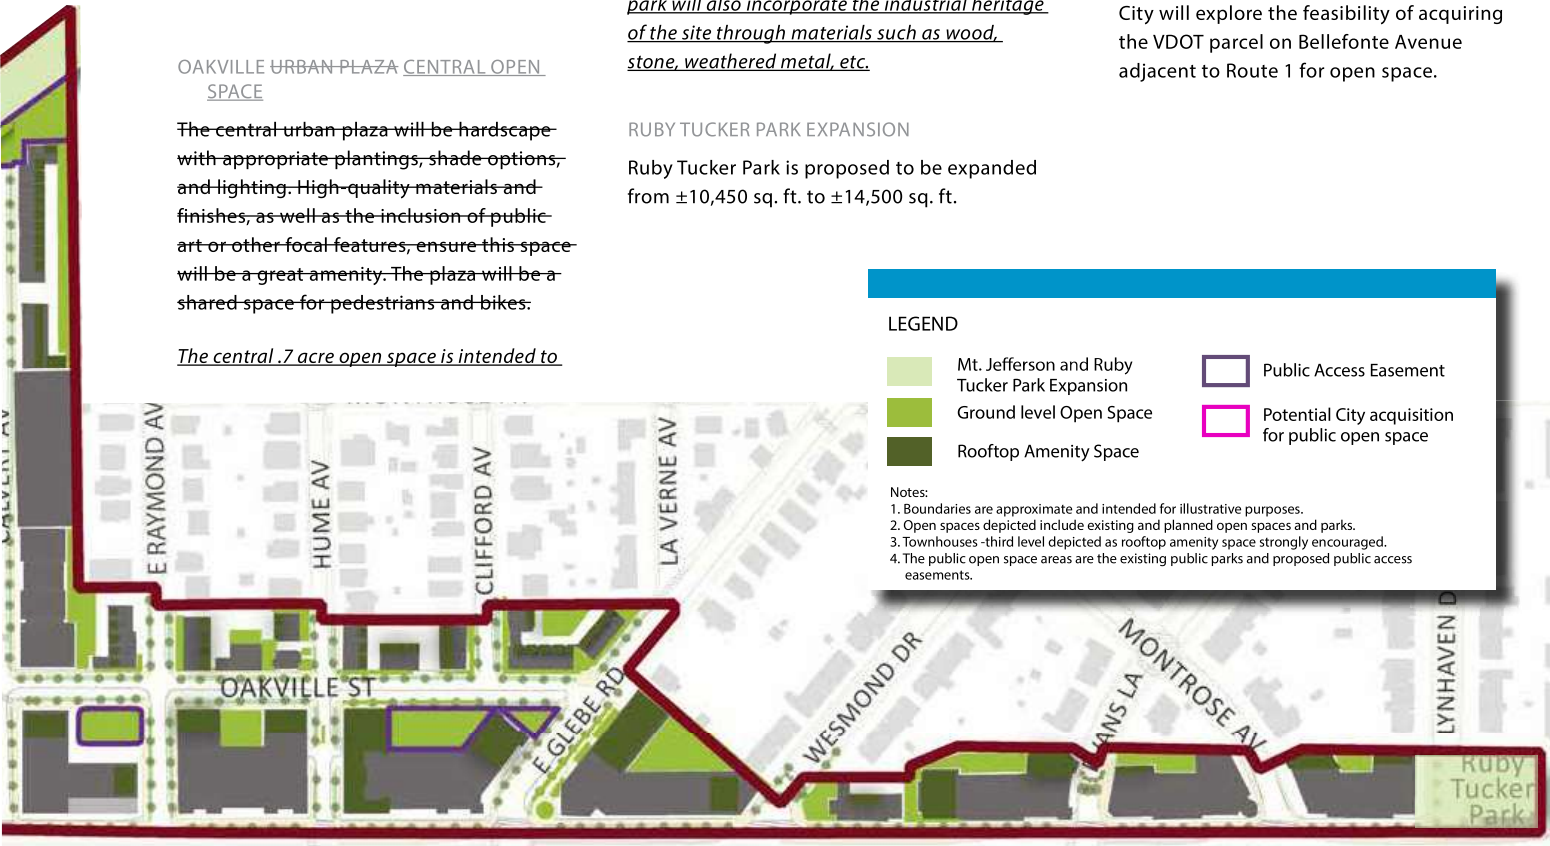 OAKVILLE URBAN PLAZA CENTRAL OPEN
SPACE
The central urban plaza will be hardscape
with appropriate plantings, shade options,
and lighting. High-quality materials and
finishes, as well as the inclusion of public
art or other focal features, ensure this space
will be a great amenity. The plaza will be a
shared space for pedestrians and bikes.
The central .7 acre open space is intended to
park will also incorporate the industrial heritage
of the site through materials such as wood,
stone, weathered metal, etc.
RUBY TUCKER PARK EXPANSION
Ruby Tucker Park is proposed to be expanded
from ±10,450 sq. ft. to ±14,500 sq. ft.
City will explore the feasibility of acquiring
the VDOT parcel on Bellefonte Avenue
adjacent to Route 1 for open space.
LEGEND
Mt. Jefferson and Ruby
Tucker Park Expansion
Ground level Open Space
Rooftop Amenity Space
Public Access Easement
Potential City acquisition
for public open space
Notes:
1. Boundaries are approximate and intended for illustrative purposes.
2. Open spaces depicted include existing and planned open spaces and parks.
3. Townhouses -third level depicted as rooftop amenity space strongly encouraged.
4. The public open space areas are the existing public parks and proposed public access
easements.
CALVERT AV
E RAYMOND AV
HUME AV
CLIFFORD AV
LA VERNE AV
OAKVILLE ST
E GLEBE RD
WESMOND DR
MONTROSE AV
LYNHAVEN D
Ruby
Tucker
Park